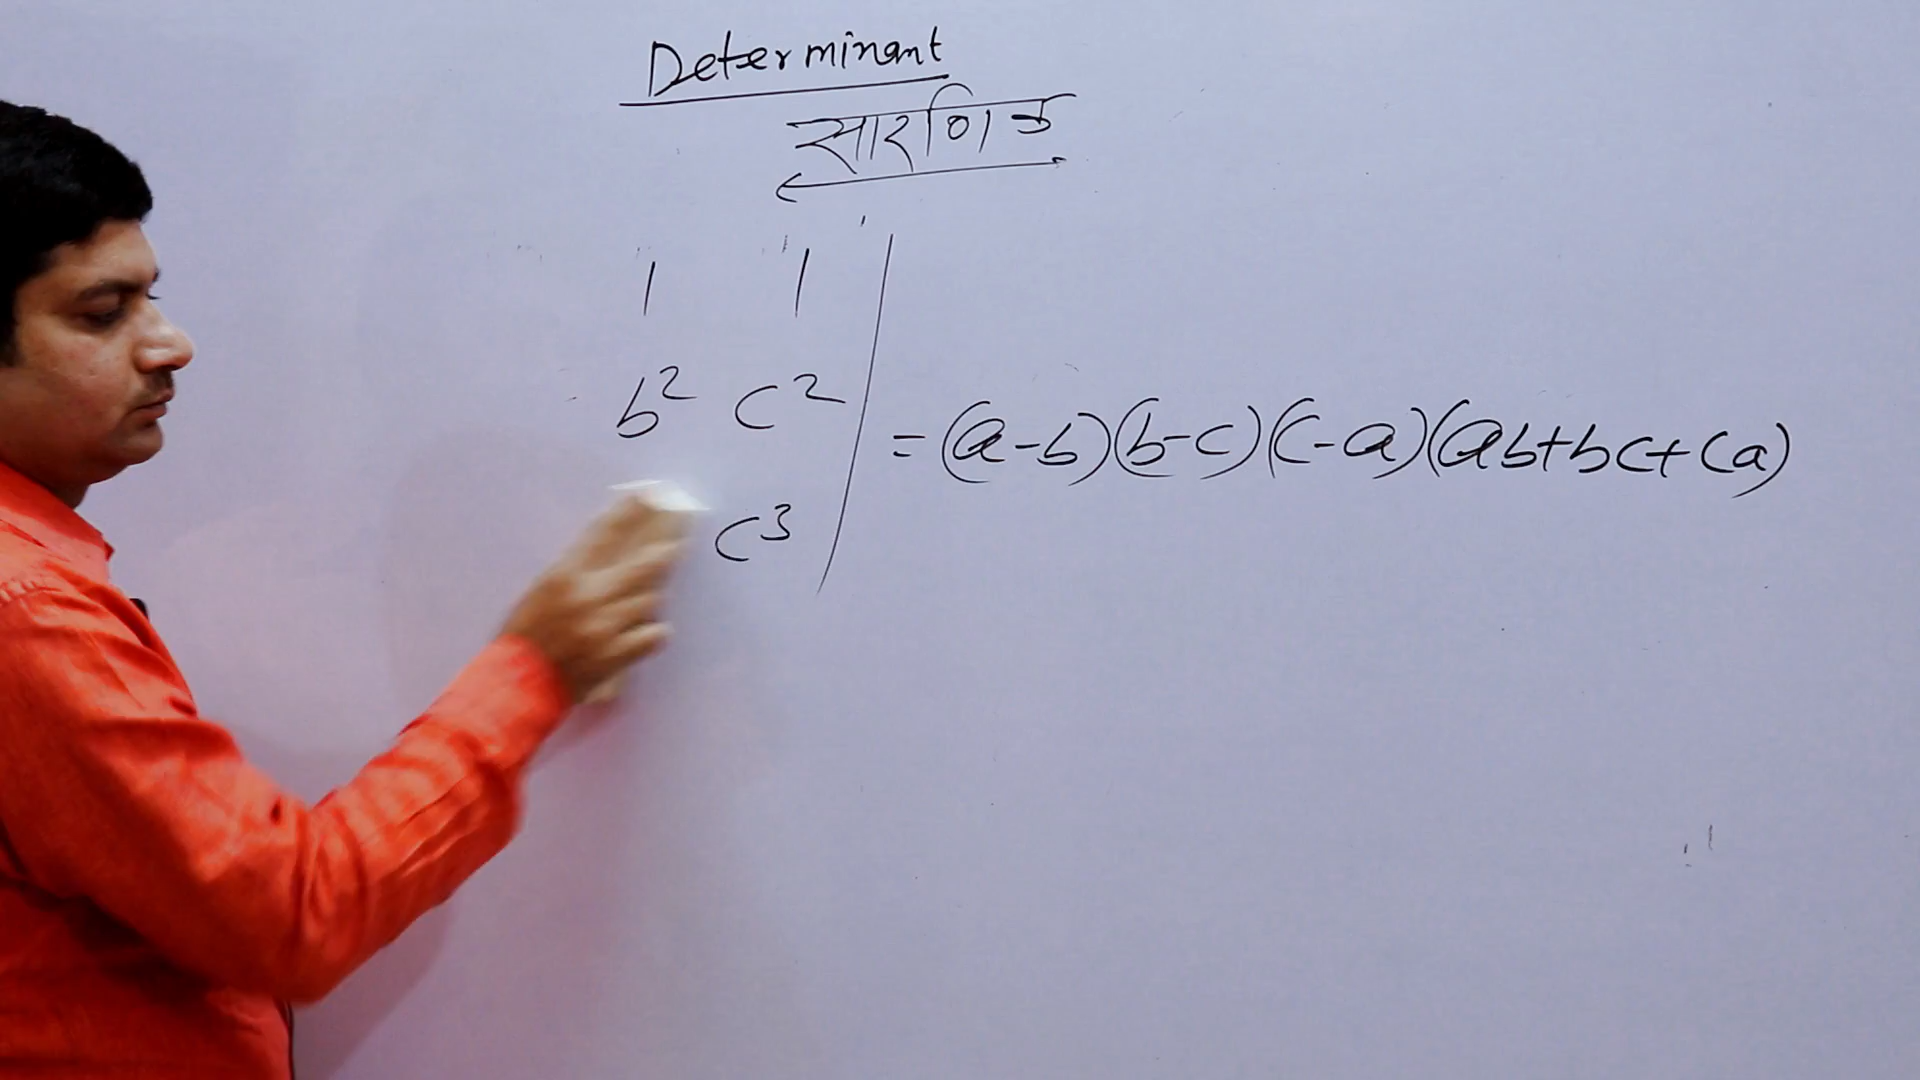 Determinant
सारणिक
1 1
b² c² = (a-b)(b-c)(c-a)(ab+bc+ca)
c³